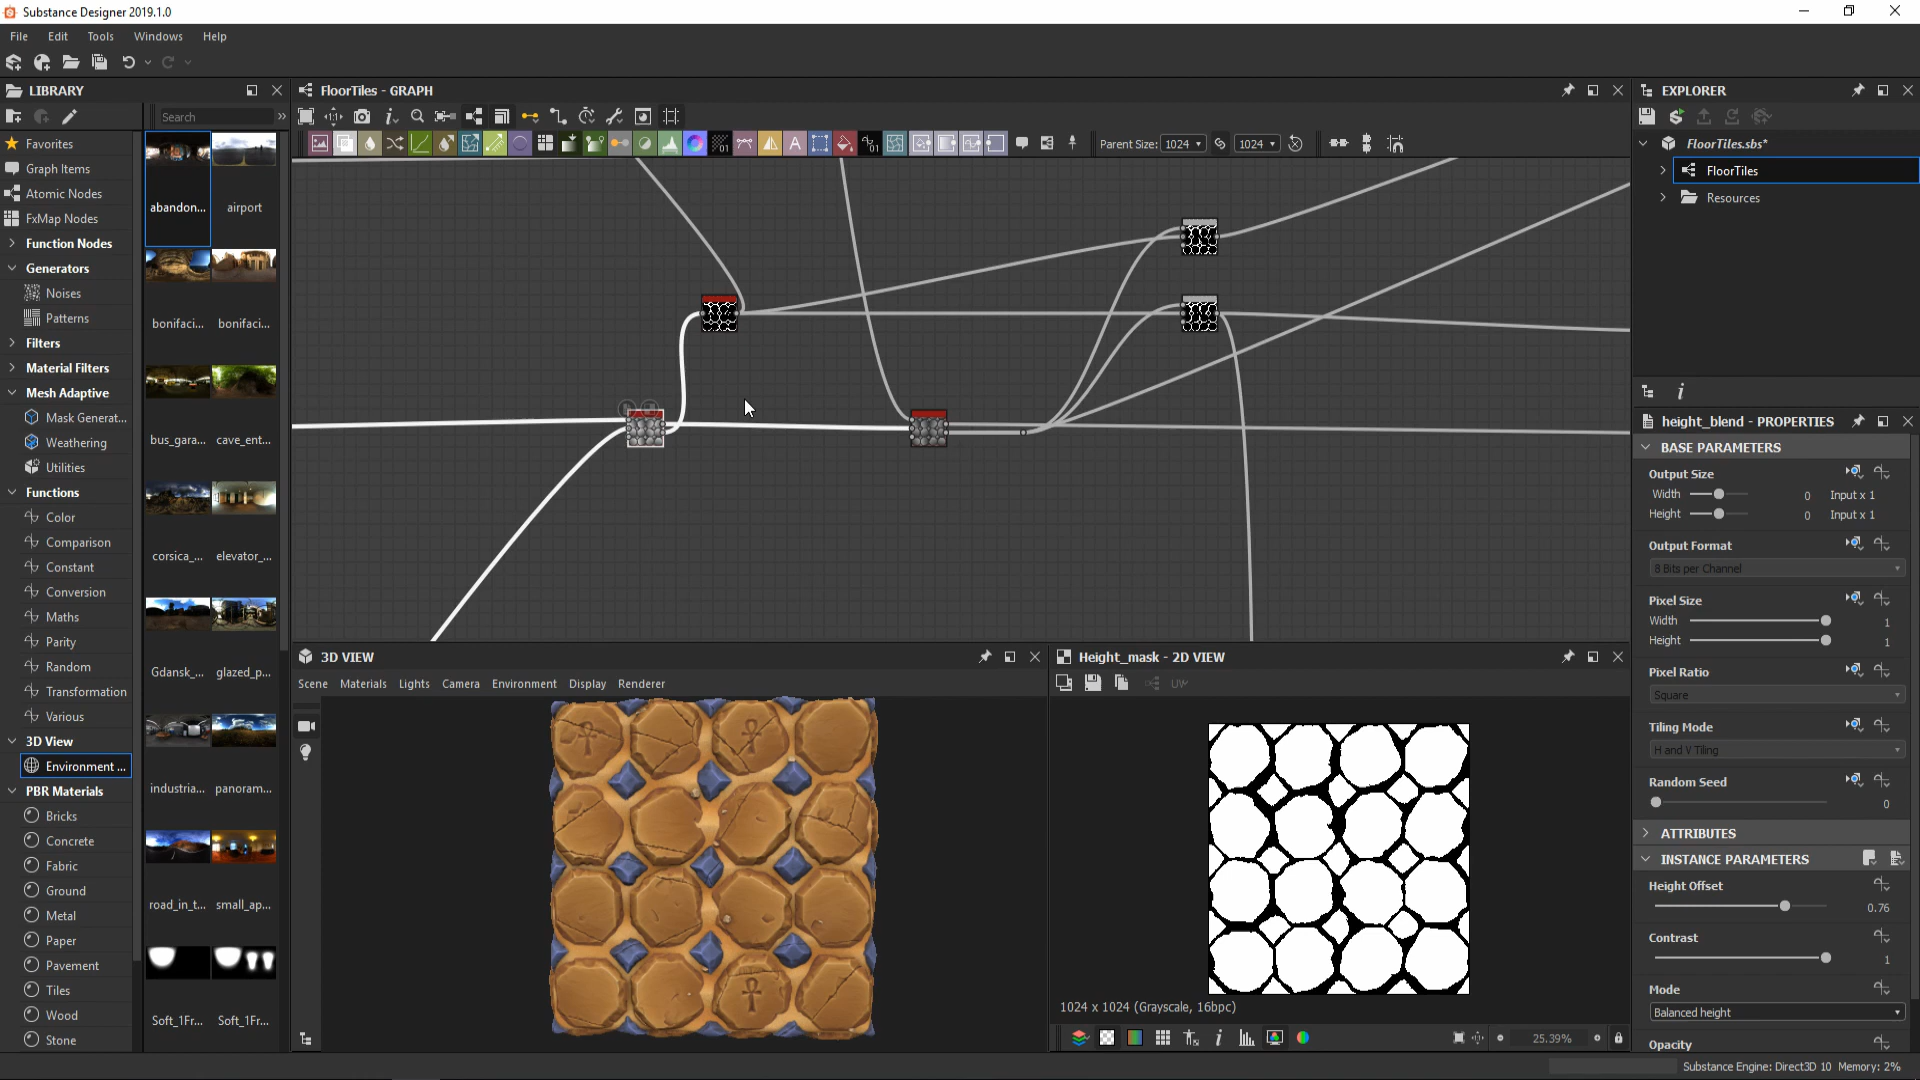 Substance Designer 2019.1.0
File Edit Tools Windows Help
LIBRARY
Search
Favorites
Graph Items
Atomic Nodes
FxMap Nodes
Function Nodes
Generators
Noises
Patterns
Filters
Material Filters
Mesh Adaptive
Mask Generat...
Weathering
Utilities
Functions
Color
Comparison
Constant
Conversion
Maths
Parity
Random
Transformation
Various
3D View
Environment ...
PBR Materials
Bricks
Concrete
Fabric
Ground
Metal
Paper
Pavement
Tiles
Wood
Stone
abandon... airport
bonifaci... bonifaci...
bus_gara... cave_ent...
corsica_... elevator_...
Gdansk_... glazed_p...
industria... panoram...
road_in_t... small_ap...
Soft_1Fr... Soft_1Fr...
FloorTiles - GRAPH
Parent Size: 1024 1024
3D VIEW
Scene Materials Lights Camera Environment Display Renderer
Height_mask - 2D VIEW
UV
1024 x 1024 (Grayscale, 16bpc)
25.39%
EXPLORER
FloorTiles.sbs*
FloorTiles
Resources
height_blend - PROPERTIES
BASE PARAMETERS
Output Size
Width 0 Input x 1
Height 0 Input x 1
Output Format
8 Bits per Channel
Pixel Size
Width 1
Height 1
Pixel Ratio
Square
Tiling Mode
H and V Tiling
Random Seed
0
ATTRIBUTES
INSTANCE PARAMETERS
Height Offset
0.76
Contrast
1
Mode
Balanced height
Opacity
Substance Engine: Direct3D 10 Memory: 2%